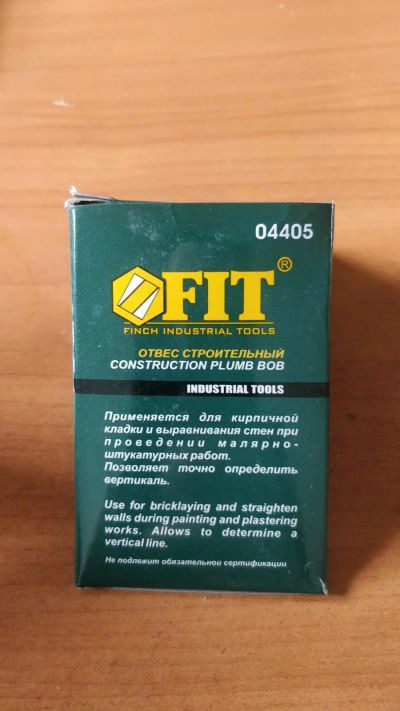 04405
FIT®
FINCH INDUSTRIAL TOOLS
ОТВЕС СТРОИТЕЛЬНЫЙ
CONSTRUCTION PLUMB BOB
INDUSTRIAL TOOLS
Применяется для кирпичной
кладки и выравнивания стен при
проведении малярно-
штукатурных работ.
Позволяет точно определить
вертикаль.
Use for bricklaying and straighten
walls during painting and plastering
works. Allows to determine a
vertical line.
Не подлежит обязательной сертификации